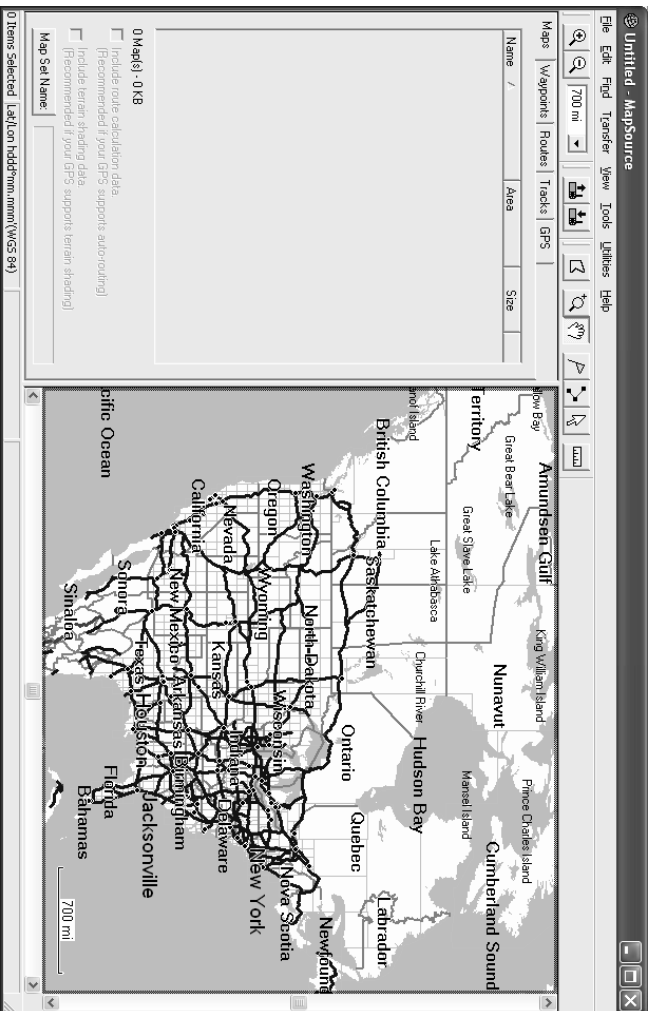 Untitled - MapSource
File Edit Find Transfer View Tools Utilities Help
700 mi
Maps Waypoints Routes Tracks GPS
Name / Area Size
0 Map(s) - 0 KB
Include route calculation data
(Recommended if your GPS supports auto-routing)
Include terrain shading data
(Recommended if your GPS supports terrain shading)
Map Set Name:
0 Items Selected Lat/Lon hddd°mm.mmm'(WGS 84)
llow Bay
Amundsen Gulf
King William Island
Prince Charles Island
Cumberland Sound
Great Bear Lake
Territory
Great Slave Lake
Nunavut
Mansel Island
anof Island
Lake Athabasca
Churchill River
Hudson Bay
British Columbia
Saskatchewan
Ontario
Quebec
Labrador
Newfound
Washington
North Dakota
Wisconsin
Nova Scotia
Oregon
Wyoming
New York
Nevada
Kansas
Indiana
Delaware
California
New Mexico
Arkansas
Birmingham
Texas
Houston
Jacksonville
Sonora
Florida
Sinaloa
Bahamas
cific Ocean
700 mi